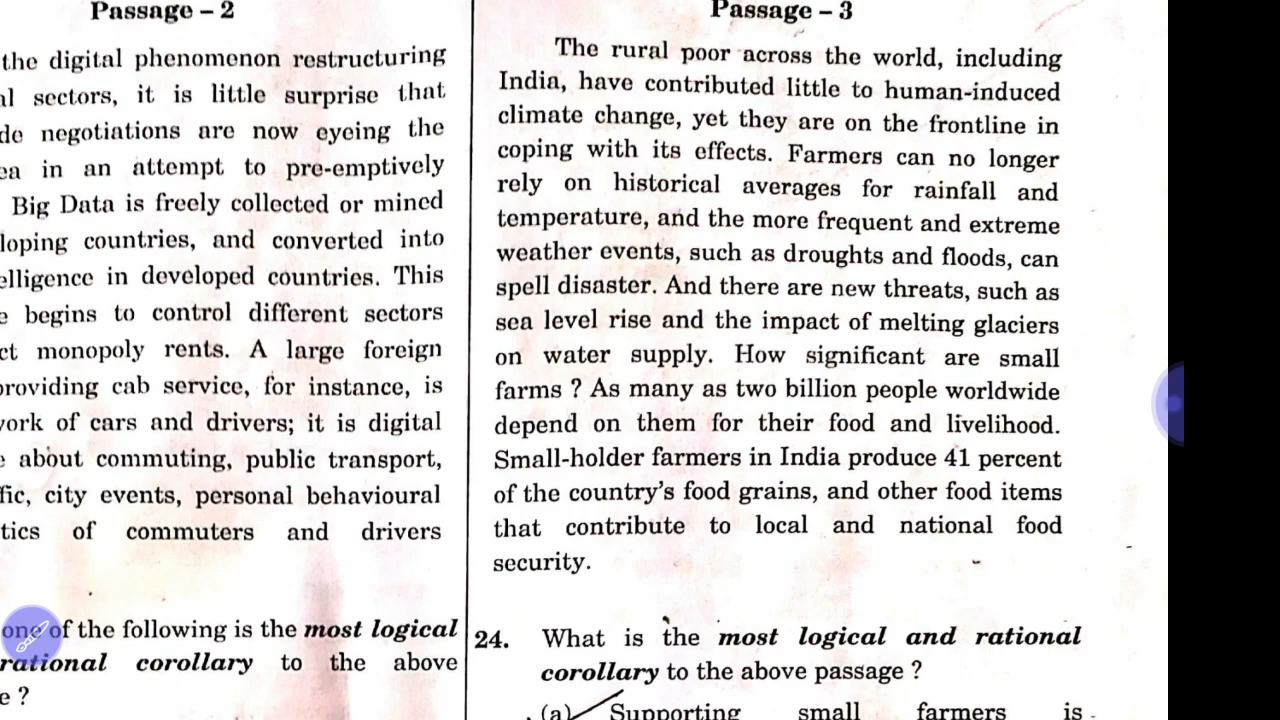 Passage – 2
the digital phenomenon restructuring
sectors, it is little surprise that
negotiations are now eyeing the
in an attempt to pre-emptively
Big Data is freely collected or mined
countries, and converted into
in developed countries. This
begins to control different sectors
monopoly rents. A large foreign
providing cab service, for instance, is
of cars and drivers; it is digital
about commuting, public transport,
city events, personal behavioural
of commuters and drivers
one of the following is the most logical
rational corollary to the above
?
Passage – 3
The rural poor across the world, including
India, have contributed little to human-induced
climate change, yet they are on the frontline in
coping with its effects. Farmers can no longer
rely on historical averages for rainfall and
temperature, and the more frequent and extreme
weather events, such as droughts and floods, can
spell disaster. And there are new threats, such as
sea level rise and the impact of melting glaciers
on water supply. How significant are small
farms ? As many as two billion people worldwide
depend on them for their food and livelihood.
Small-holder farmers in India produce 41 percent
of the country's food grains, and other food items
that contribute to local and national food
security.
24. What is the most logical and rational
corollary to the above passage ?
(a) Supporting small farmers is